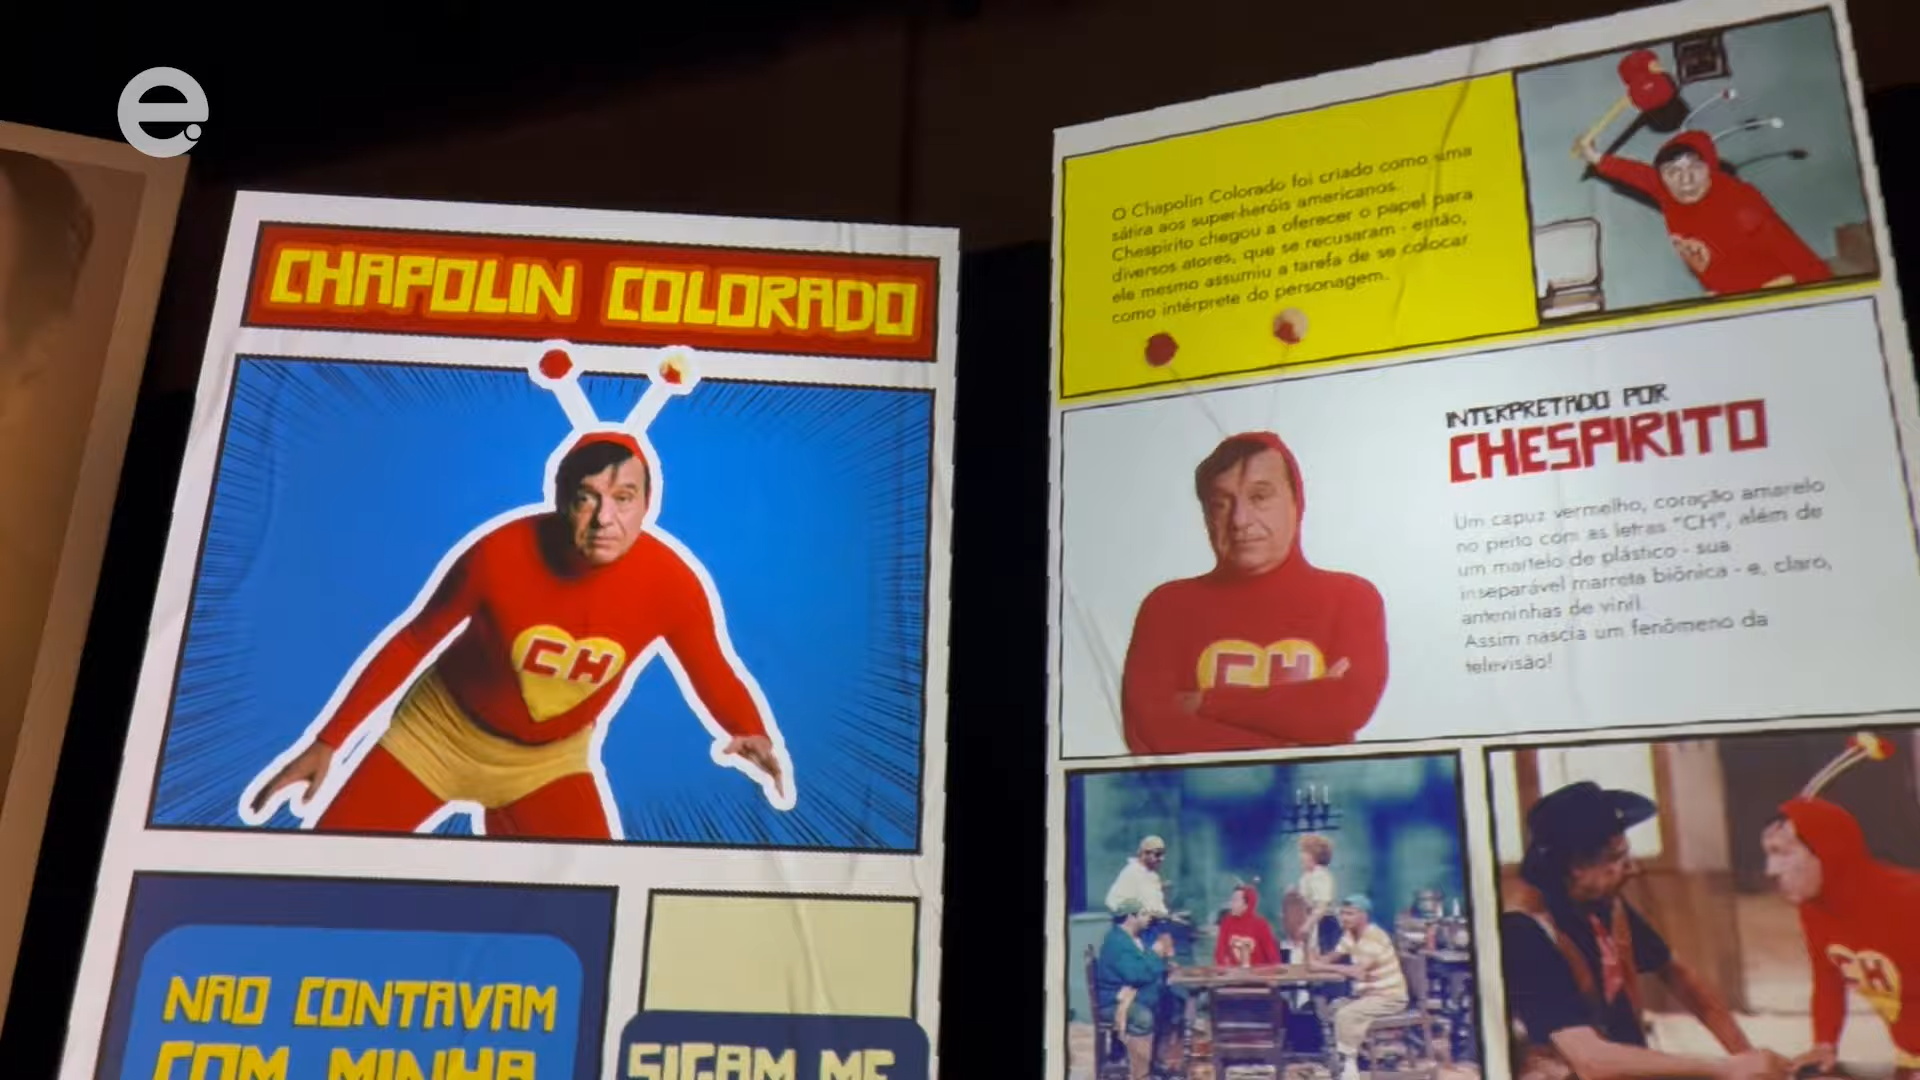 e.
CHAPOLIN COLORADO
CH
NÃO CONTAVAM
COM MINHA
SIGAM ME
O Chapolin Colorado foi criado como uma
sátira aos super-heróis americanos.
Chespirito chegou a oferecer o papel para
diversos atores, que se recusaram - então,
ele mesmo assumiu a tarefa de se colocar
como intérprete do personagem.
INTERPRETADO POR
CHESPIRITO
Um capuz vermelho, coração amarelo
no peito com as letras "CH", além de
um martelo de plástico - sua
inseparável marreta biônica - e, claro,
anteninhas de vinil.
Assim nascia um fenômeno da
televisão!
CH
CH